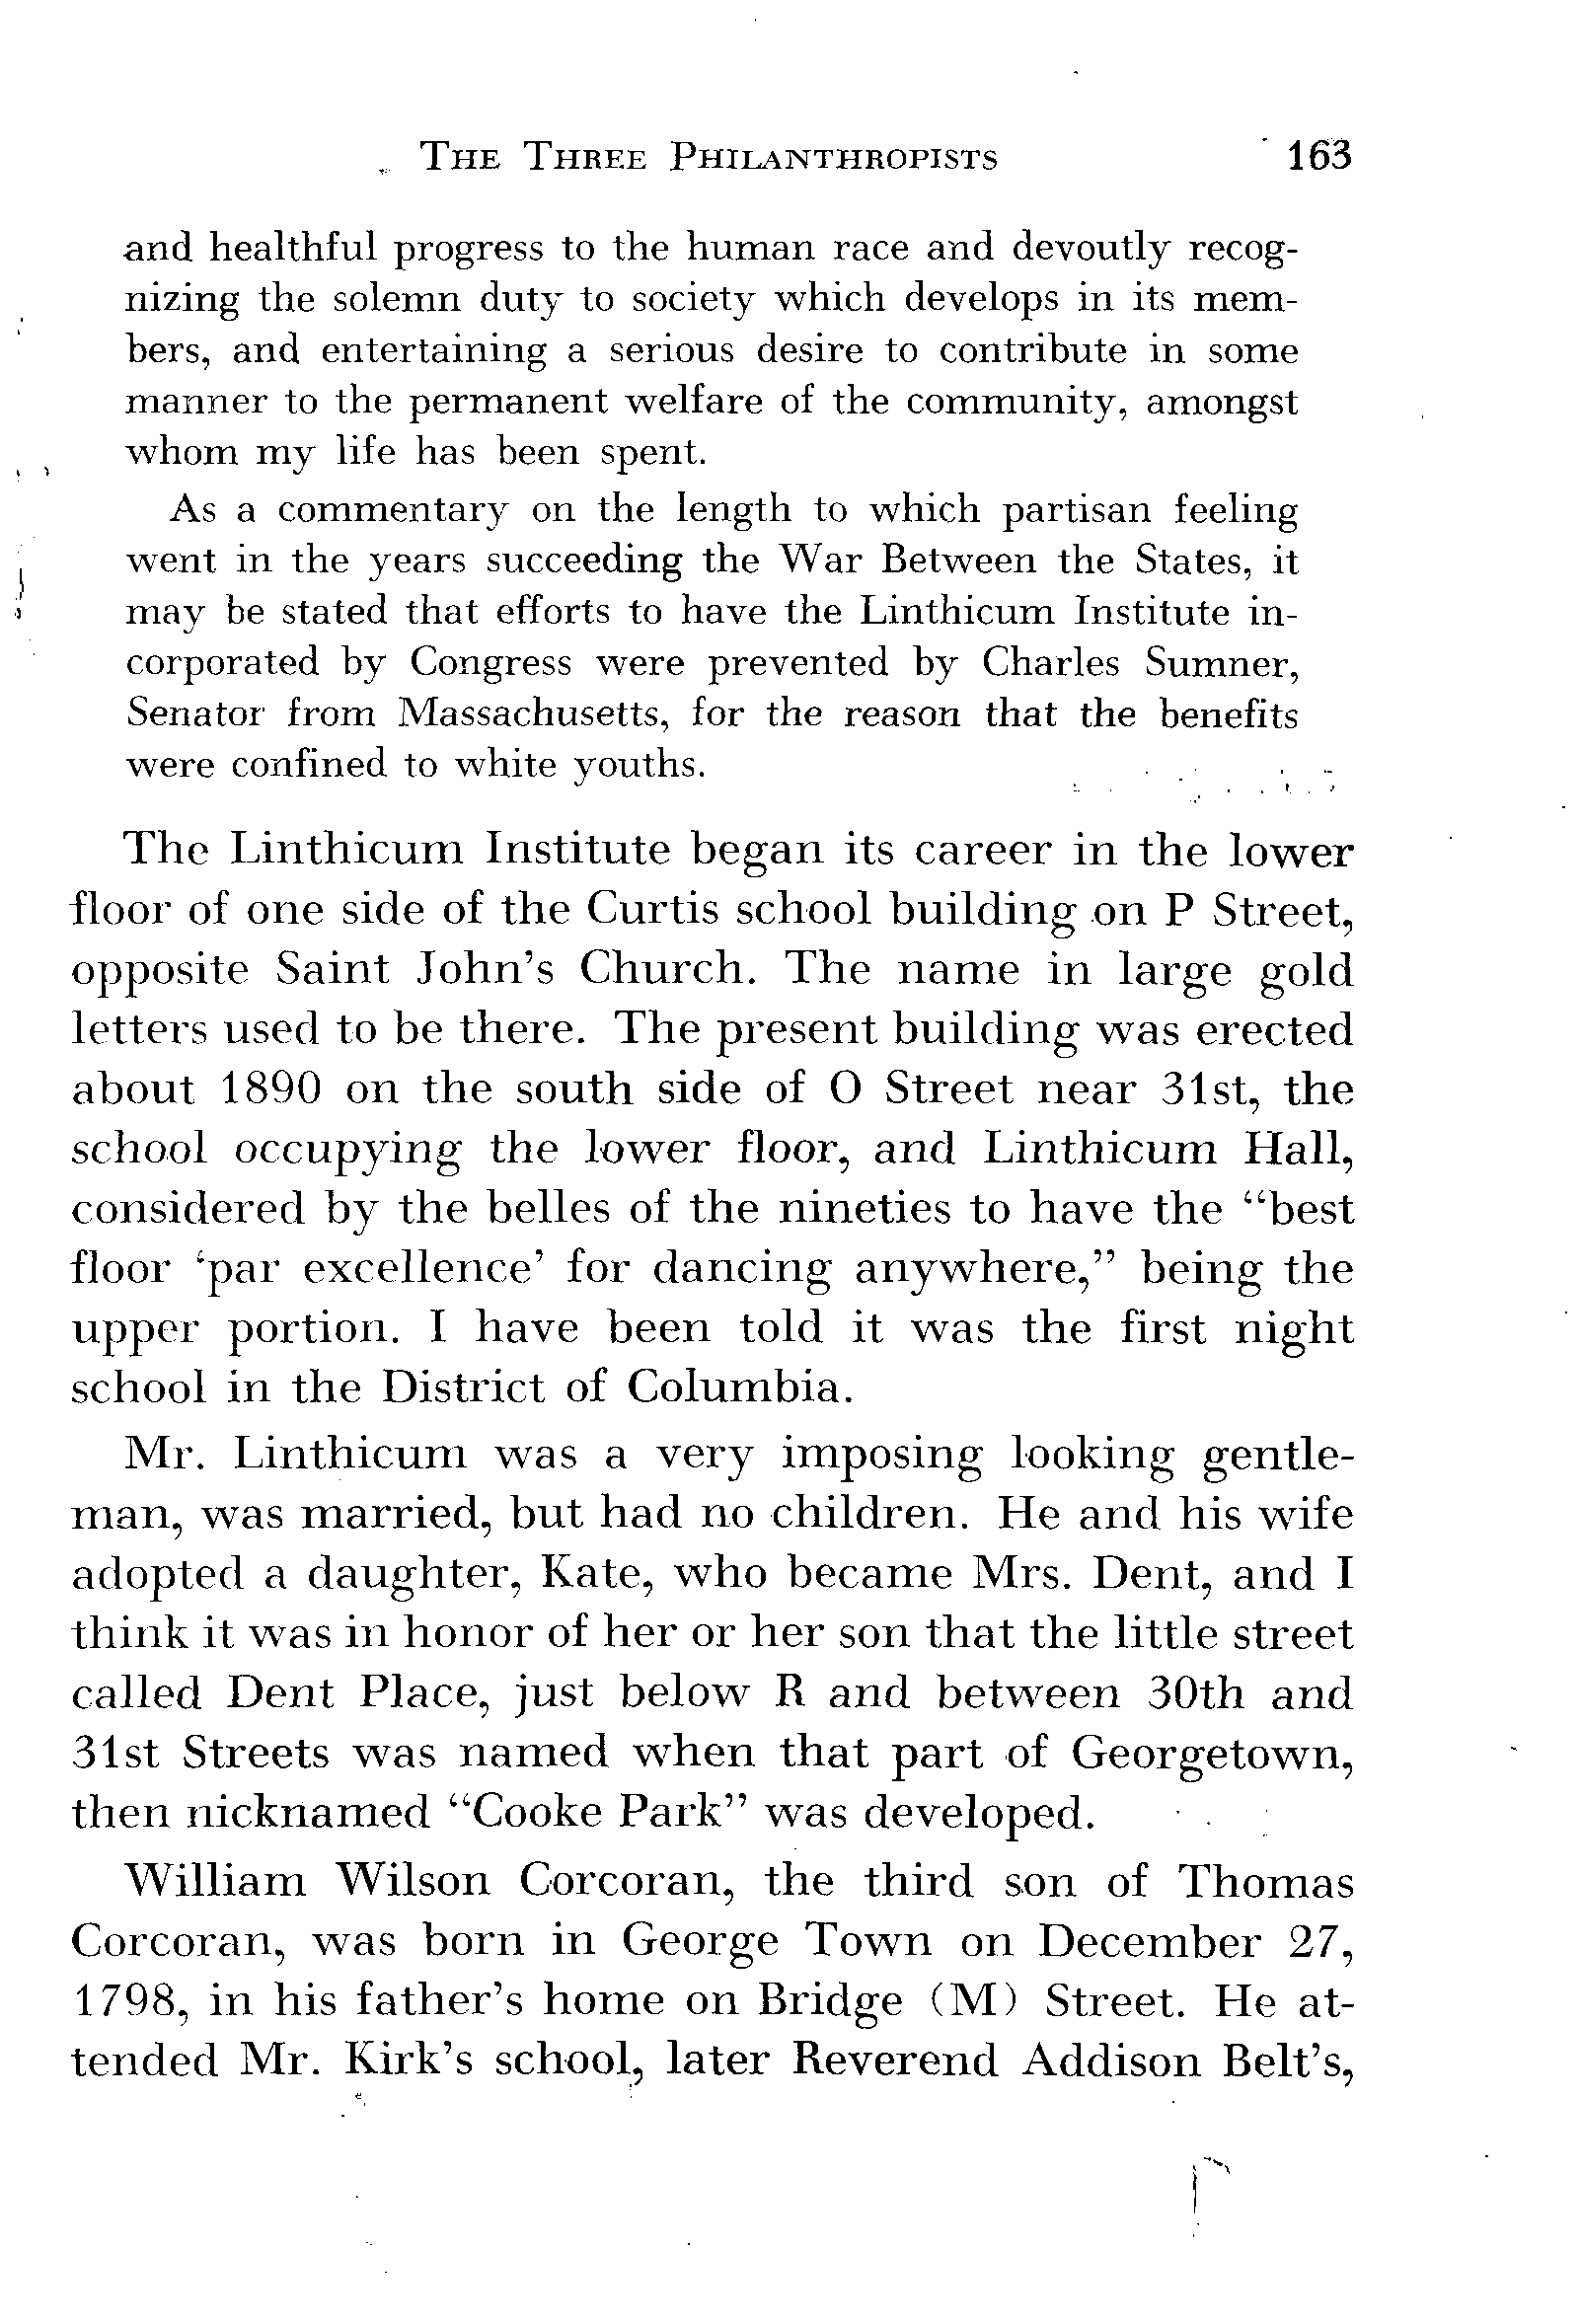 THE THREE PHILANTHROPISTS 163
and healthful progress to the human race and devoutly recog-
nizing the solemn duty to society which develops in its mem-
bers, and entertaining a serious desire to contribute in some
manner to the permanent welfare of the community, amongst
whom my life has been spent.
As a commentary on the length to which partisan feeling
went in the years succeeding the War Between the States, it
may be stated that efforts to have the Linthicum Institute in-
corporated by Congress were prevented by Charles Sumner,
Senator from Massachusetts, for the reason that the benefits
were confined to white youths.
The Linthicum Institute began its career in the lower
floor of one side of the Curtis school building on P Street,
opposite Saint John's Church. The name in large gold
letters used to be there. The present building was erected
about 1890 on the south side of O Street near 31st, the
school occupying the lower floor, and Linthicum Hall,
considered by the belles of the nineties to have the “best
floor ‘par excellence’ for dancing anywhere,” being the
upper portion. I have been told it was the first night
school in the District of Columbia.
Mr. Linthicum was a very imposing looking gentle-
man, was married, but had no children. He and his wife
adopted a daughter, Kate, who became Mrs. Dent, and I
think it was in honor of her or her son that the little street
called Dent Place, just below R and between 30th and
31st Streets was named when that part of Georgetown,
then nicknamed “Cooke Park” was developed.
William Wilson Corcoran, the third son of Thomas
Corcoran, was born in George Town on December 27,
1798, in his father's home on Bridge (M) Street. He at-
tended Mr. Kirk's school, later Reverend Addison Belt's,